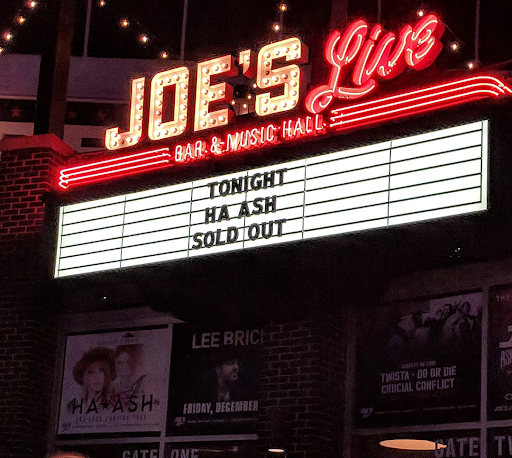 JOE'S Live
BAR & MUSIC HALL
TONIGHT
HA ASH
SOLD OUT
HA★ASH
LEE BRIC
FRIDAY, DECEMBER
TWISTA • DO OR DIE
CRUCIAL CONFLICT
GATE ONE
GATE